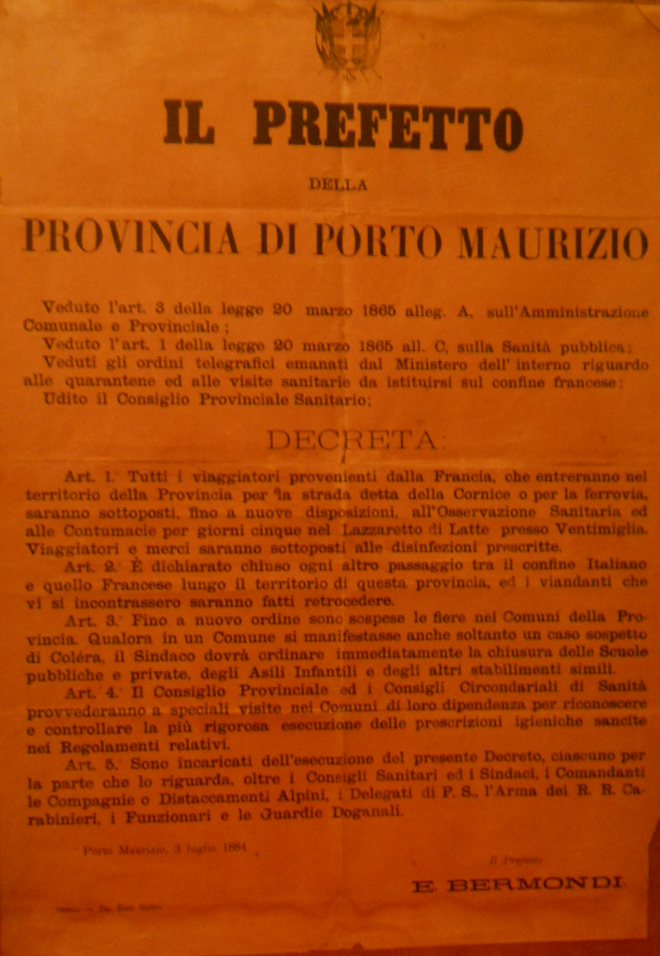 IL PREFETTO
DELLA
PROVINCIA DI PORTO MAURIZIO
Veduto l'art. 3 della legge 20 marzo 1865 alleg. A, sull'Amministrazione
Comunale e Provinciale;
Veduto l'art. 1 della legge 20 marzo 1865 all. C, sulla Sanità pubblica;
Veduti gli ordini telegrafici emanati dal Ministero dell'interno riguardo
alle quarantene ed alle visite sanitarie da istituirsi sul confine francese;
Udito il Consiglio Provinciale Sanitario;
DECRETA:
Art. 1.° Tutti i viaggiatori provenienti dalla Francia, che entreranno nel
territorio della Provincia per la strada detta della Cornice o per la ferrovia,
saranno sottoposti, fino a nuove disposizioni, all'Osservazione Sanitaria ed
alle Contumacie per giorni cinque nel Lazzaretto di Latte presso Ventimiglia.
Viaggiatori e merci saranno sottoposti alle disinfezioni prescritte.
Art. 2.° È dichiarato chiuso ogni altro passaggio tra il confine Italiano
e quello Francese lungo il territorio di questa provincia, ed i viandanti che
vi si incontrassero saranno fatti retrocedere.
Art. 3.° Fino a nuovo ordine sono sospese le fiere nei Comuni della Pro-
vincia. Qualora in un Comune si manifestasse anche soltanto un caso sospetto
di Coléra, il Sindaco dovrà ordinare immediatamente la chiusura delle Scuole
pubbliche e private, degli Asili Infantili e degli altri stabilimenti simili.
Art. 4.° Il Consiglio Provinciale ed i Consigli Circondariali di Sanità
provvederanno a speciali visite nei Comuni di loro dipendenza per riconoscere
e controllare la più rigorosa esecuzione delle prescrizioni igieniche sancite
nei Regolamenti relativi.
Art. 5.° Sono incaricati dell'esecuzione del presente Decreto, ciascuno per
la parte che lo riguarda, oltre i Consigli Sanitari ed i Sindaci, i Comandanti
le Compagnie o Distaccamenti Alpini, i Delegati di P. S., l'Arma dei R. R. Ca-
rabinieri, i Funzionari e le Guardie Doganali.
Porto Maurizio, 3 luglio 1884.
Il Prefetto
E. BERMONDI.